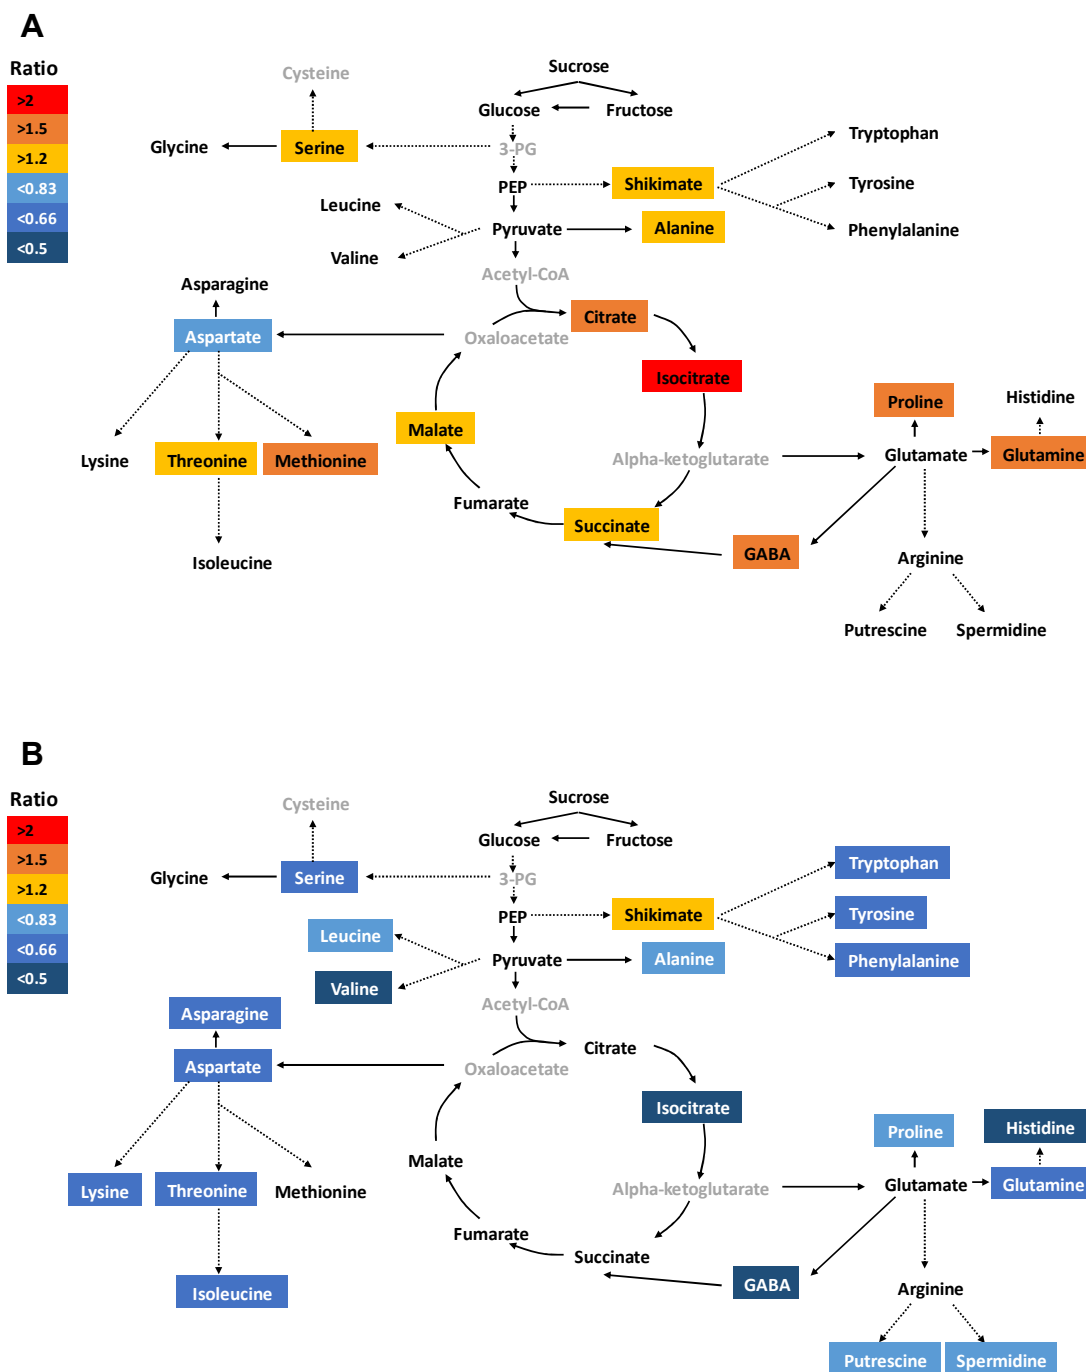 A
Ratio
>2
>1.5
>1.2
<0.83
<0.66
<0.5
Sucrose
Cysteine
Glucose
Fructose
Tryptophan
Glycine
Serine
3-PG
PEP
Shikimate
Tyrosine
Leucine
Pyruvate
Alanine
Phenylalanine
Valine
Acetyl-CoA
Asparagine
Aspartate
Oxaloacetate
Citrate
Isocitrate
Proline
Histidine
Malate
Lysine
Threonine
Methionine
Alpha-ketoglutarate
Glutamate
Glutamine
Fumarate
Succinate
GABA
Isoleucine
Arginine
Putrescine
Spermidine
B
Ratio
>2
>1.5
>1.2
<0.83
<0.66
<0.5
Sucrose
Cysteine
Glucose
Fructose
Tryptophan
Glycine
Serine
3-PG
PEP
Shikimate
Tyrosine
Leucine
Pyruvate
Alanine
Phenylalanine
Valine
Acetyl-CoA
Asparagine
Aspartate
Oxaloacetate
Citrate
Isocitrate
Proline
Histidine
Malate
Lysine
Threonine
Methionine
Alpha-ketoglutarate
Glutamate
Glutamine
Fumarate
Succinate
GABA
Isoleucine
Arginine
Putrescine
Spermidine